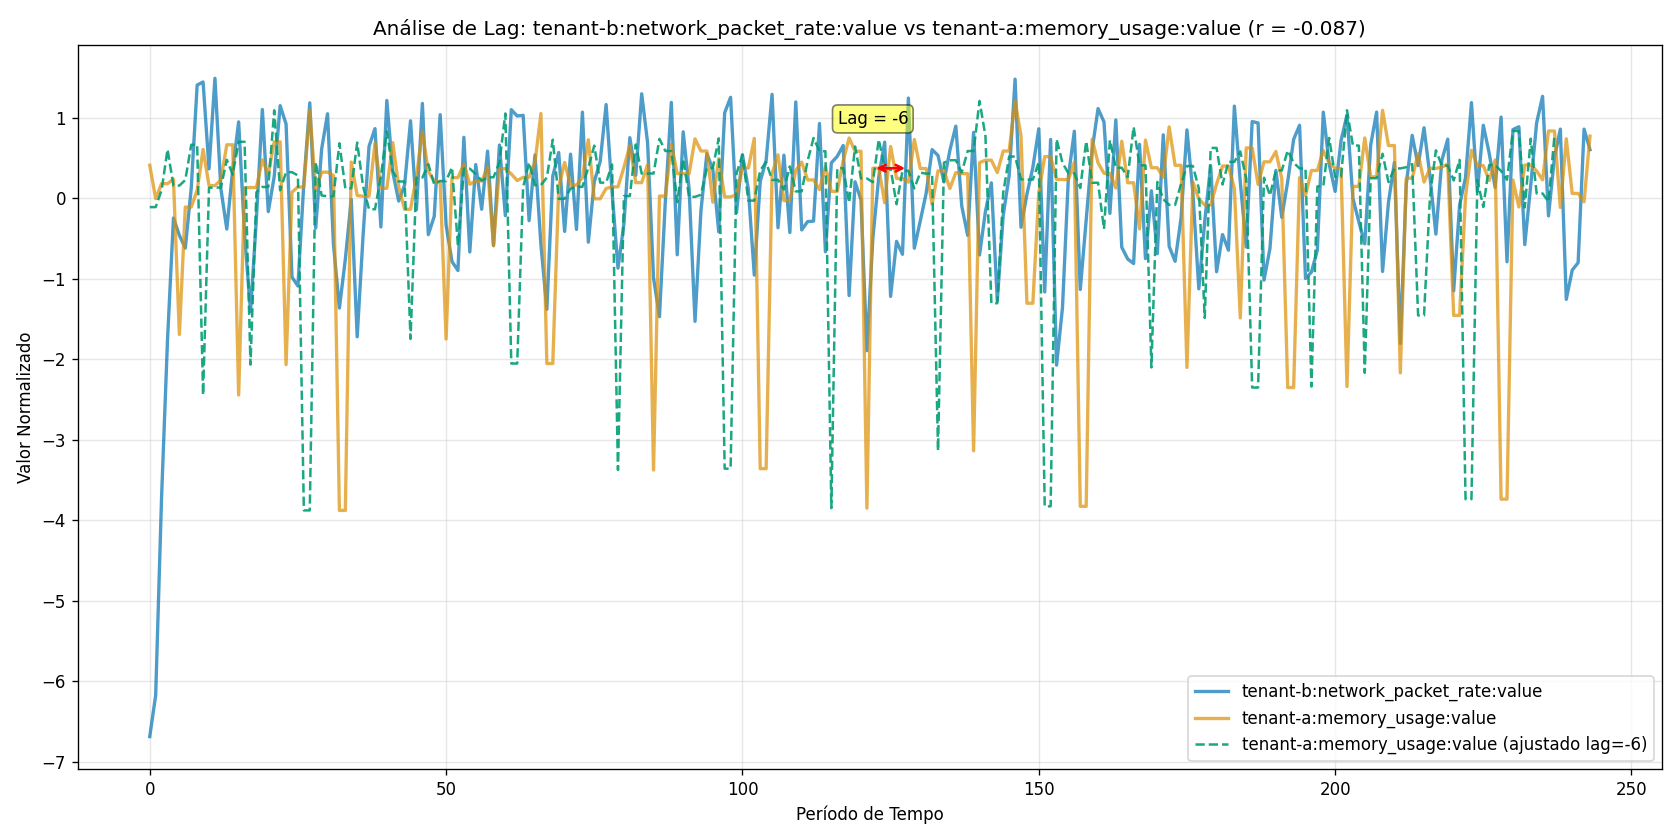 Análise de Lag: tenant-b:network_packet_rate:value vs tenant-a:memory_usage:value (r = -0.087)
Valor Normalizado
1
0
−1
−2
−3
−4
−5
−6
−7
Lag = -6
tenant-b:network_packet_rate:value
tenant-a:memory_usage:value
tenant-a:memory_usage:value (ajustado lag=-6)
0 50 100 150 200 250
Período de Tempo